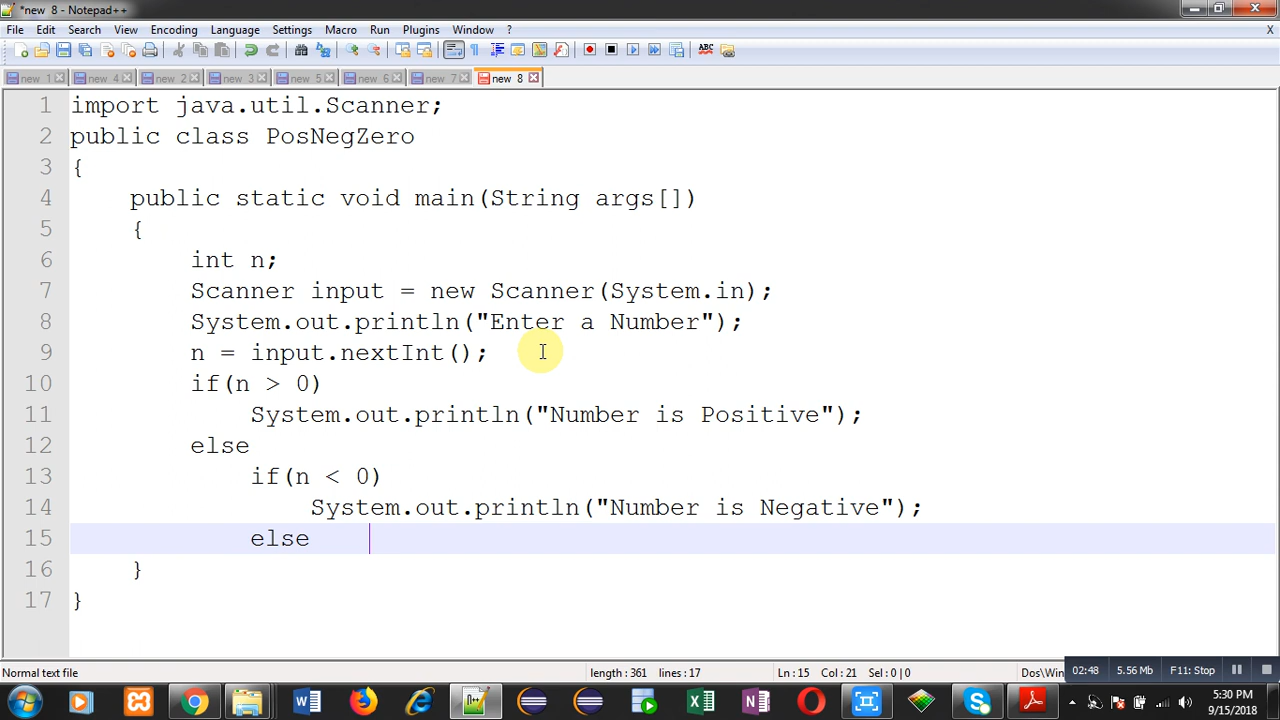 *new 8 - Notepad++
File Edit Search View Encoding Language Settings Macro Run Plugins Window ? X
new 1 new 4 new 2 new 3 new 5 new 6 new 7 new 8
1 import java.util.Scanner;
2 public class PosNegZero
3 {
4 public static void main(String args[])
5 {
6 int n;
7 Scanner input = new Scanner(System.in);
8 System.out.println("Enter a Number");
9 n = input.nextInt();
10 if(n > 0)
11 System.out.println("Number is Positive");
12 else
13 if(n < 0)
14 System.out.println("Number is Negative");
15 else
16 }
17 }
Normal text file length : 361 lines : 17 Ln : 15 Col : 21 Sel : 0 | 0 Dos\Win
02:48 5.56 Mb F11: Stop
5:30 PM
9/15/2018